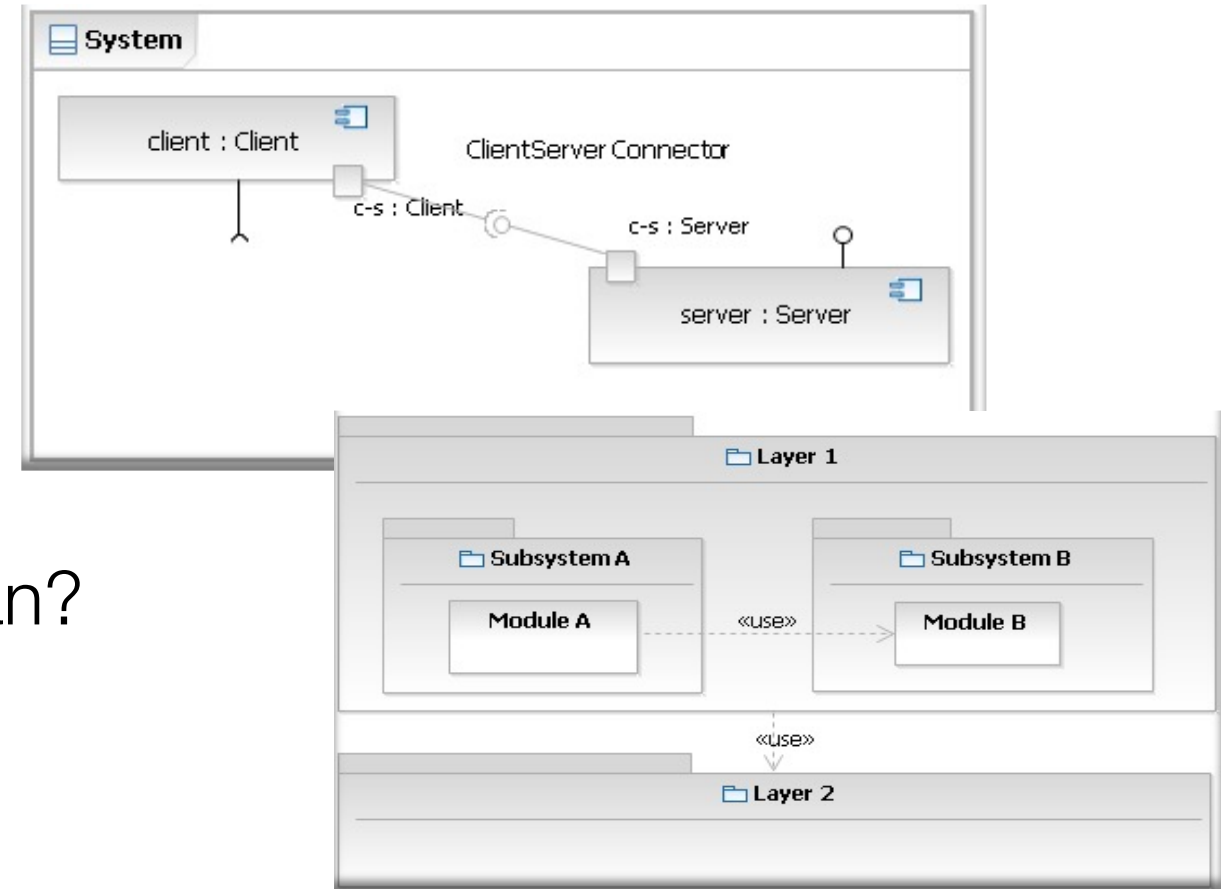 System
client : Client
ClientServer Connector
c-s : Client
c-s : Server
server : Server
Layer 1
Subsystem A
Subsystem B
Module A
«use»
Module B
«use»
Layer 2